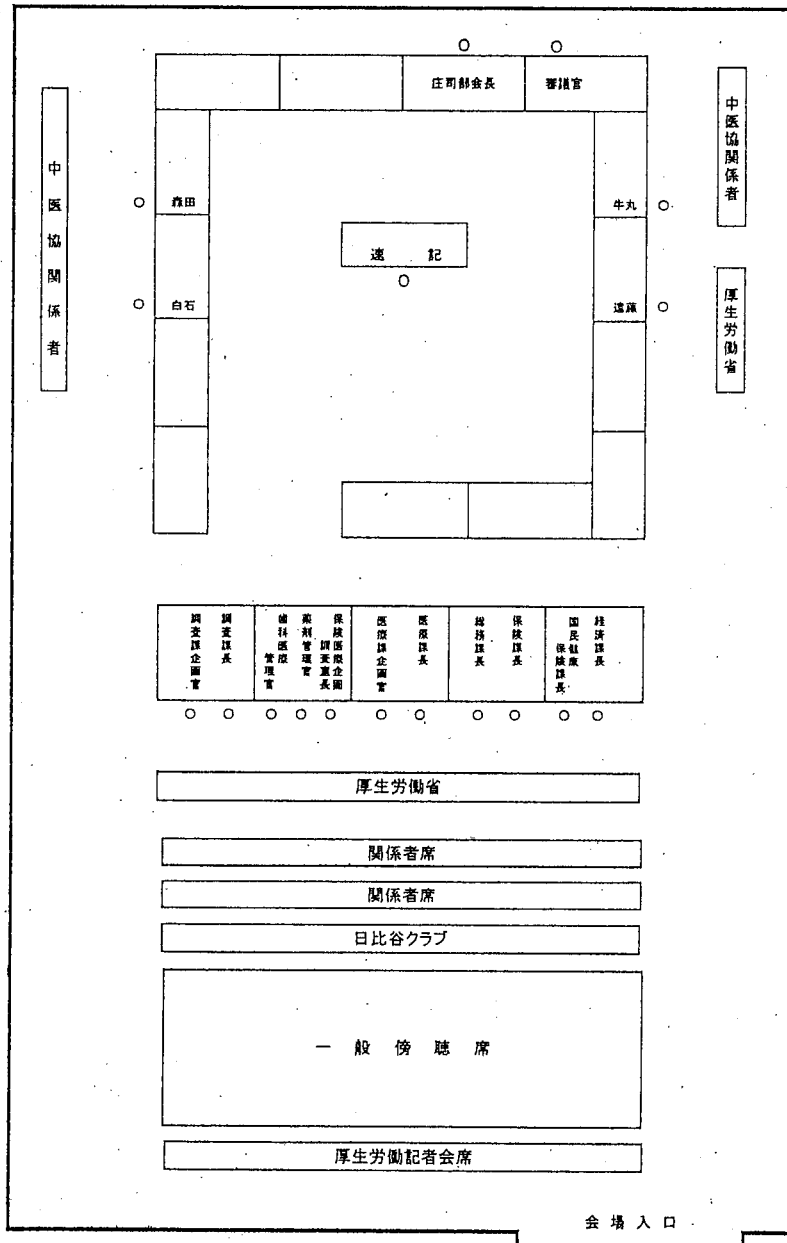 庄司部会長
審議官
中医協関係者
中医協関係者
森田
牛丸
速記
厚生労働省
白石
遠藤
調査課企画官
調査課長
歯科医療管理官
薬剤管理官
保険医療企画調査室長
医療課企画官
医療課長
総務課長
保険課長
国民健康保険課長
経済課長
厚生労働省
関係者席
関係者席
日比谷クラブ
一般傍聴席
厚生労働記者会席
会場入口